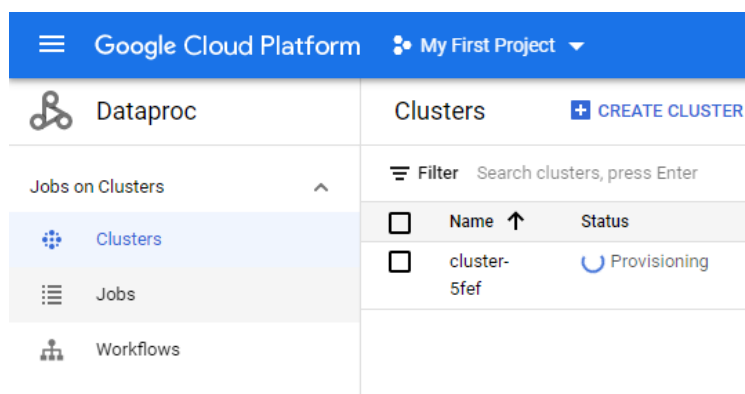 Google Cloud Platform My First Project
Dataproc
Clusters CREATE CLUSTER
Jobs on Clusters
Filter Search clusters, press Enter
Name Status
Clusters
cluster-
5fef
Provisioning
Jobs
Workflows